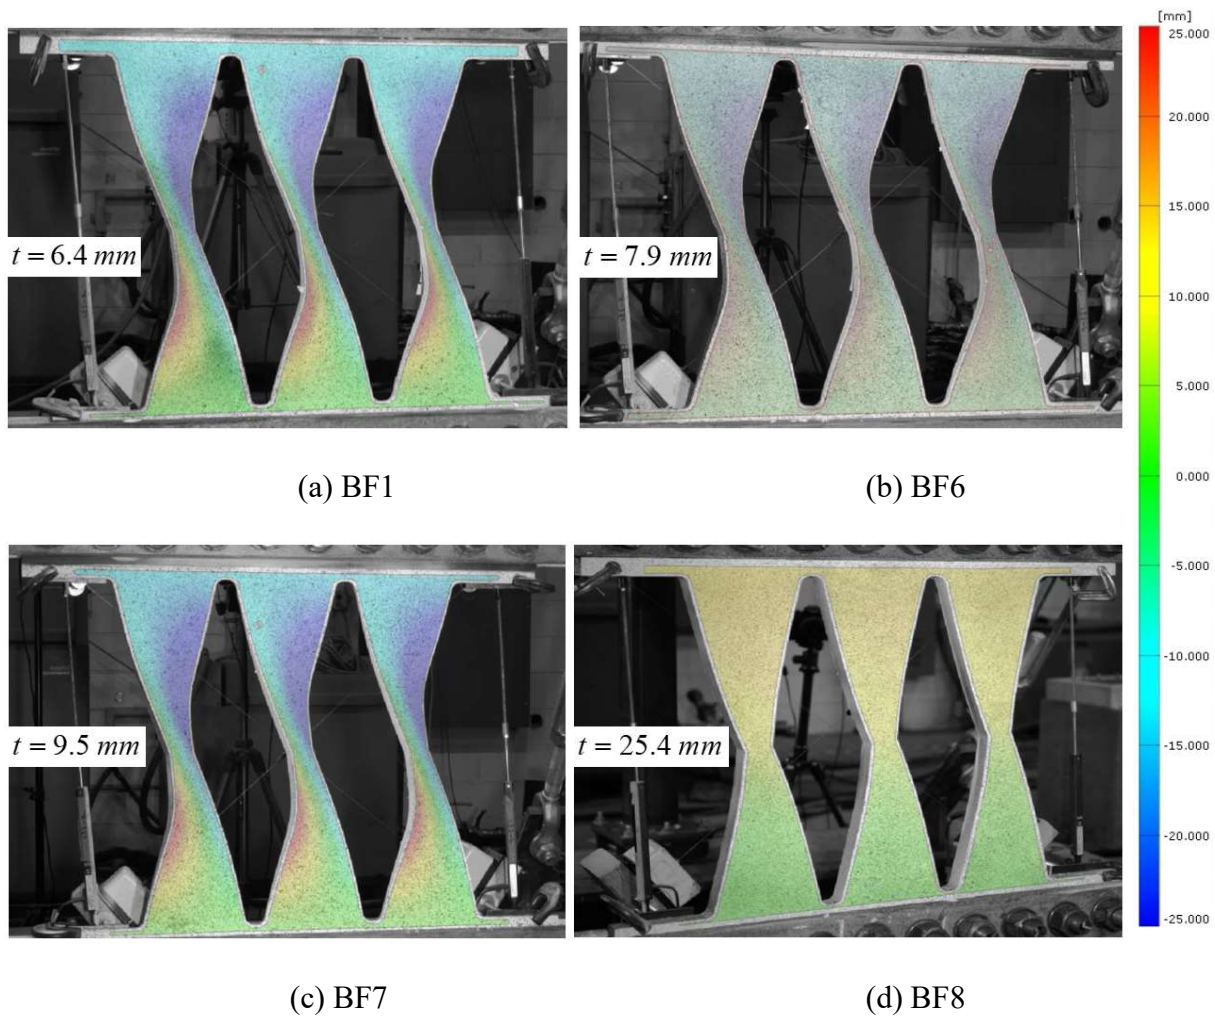 [mm]
25.000
20.000
15.000
10.000
5.000
0.000
-5.000
-10.000
-15.000
-20.000
-25.000
t = 6.4 mm
t = 7.9 mm
(a) BF1
(b) BF6
t = 9.5 mm
t = 25.4 mm
(c) BF7
(d) BF8